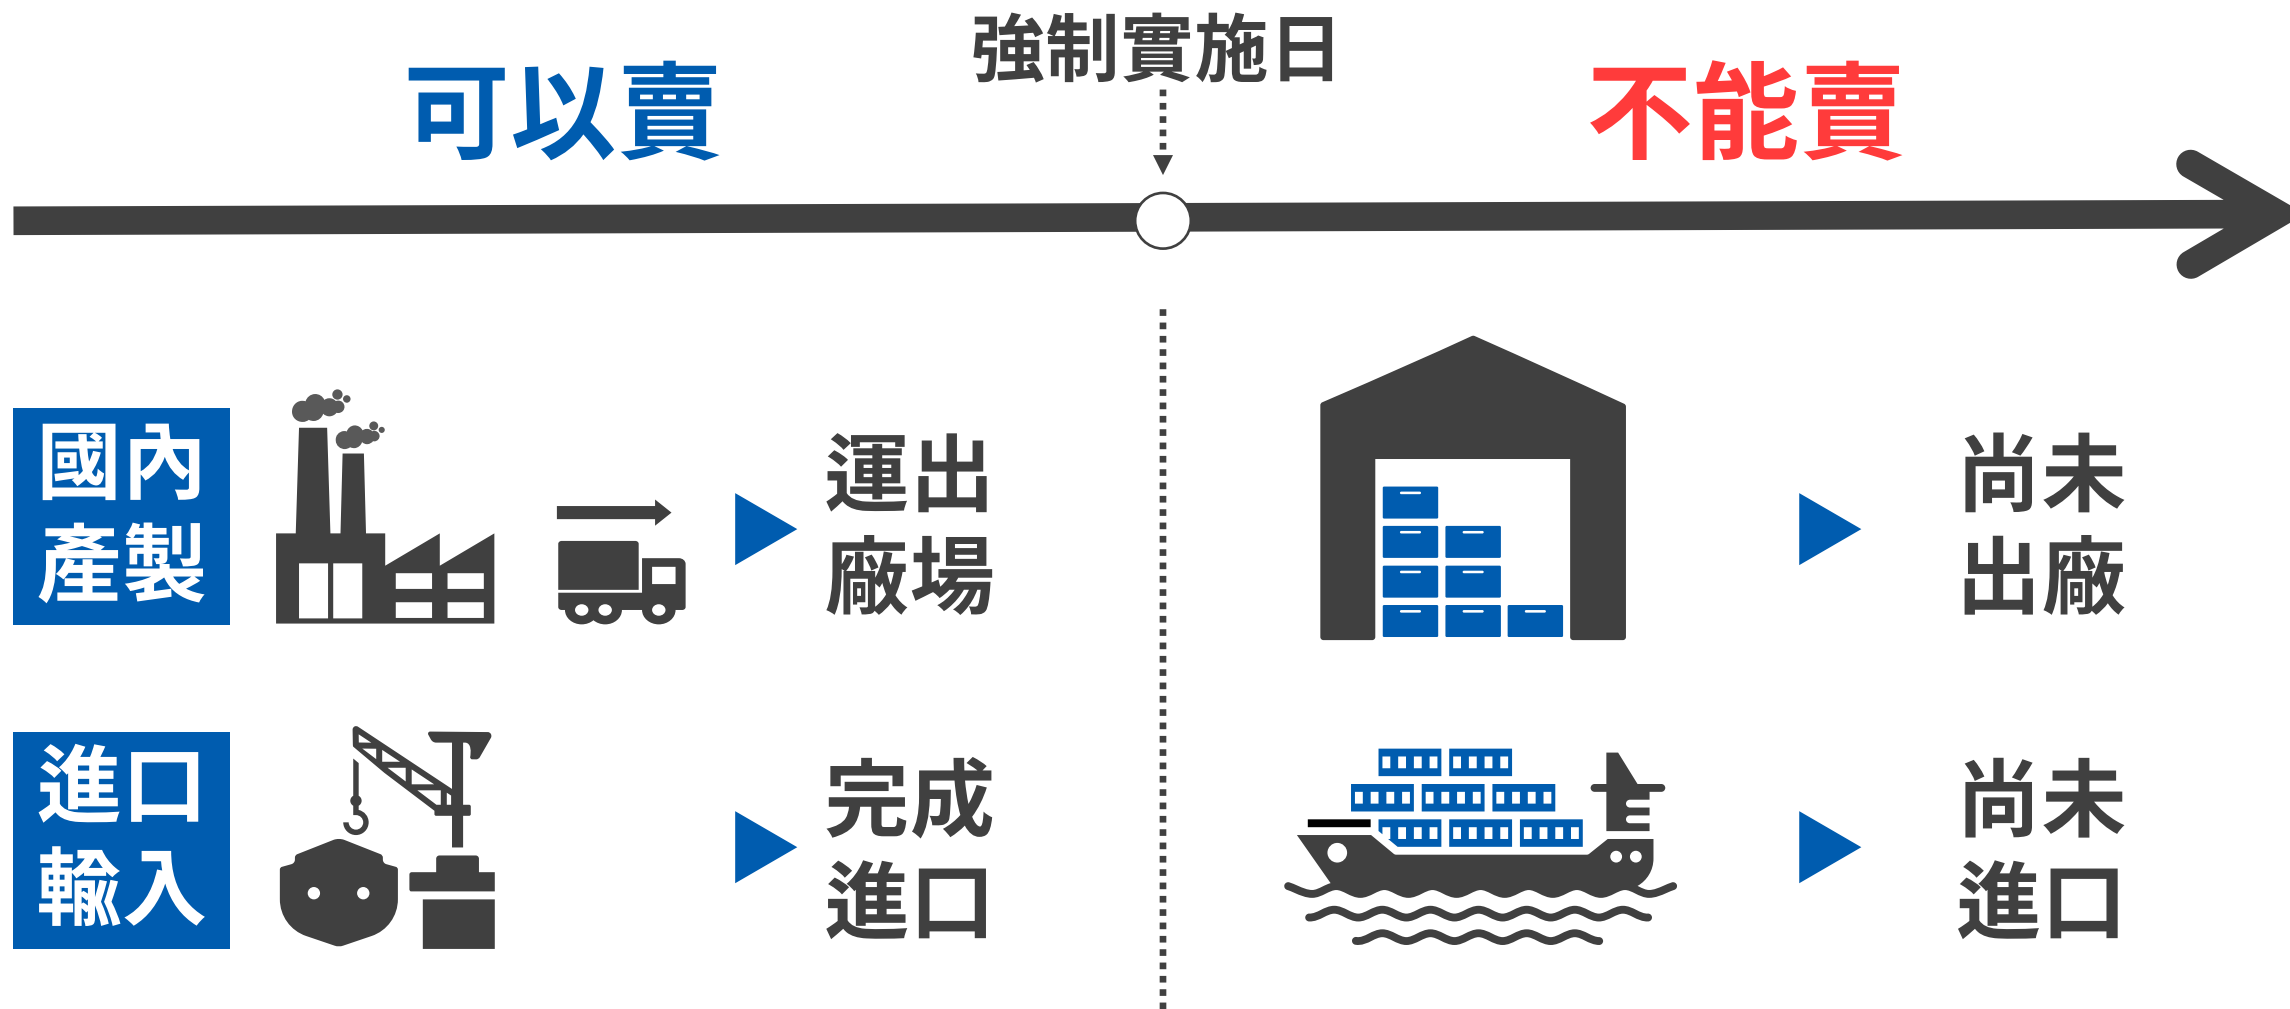 強制實施日
可以賣
不能賣
國內
產製
運出
廠場
尚未
出廠
進口
輸入
完成
進口
尚未
進口